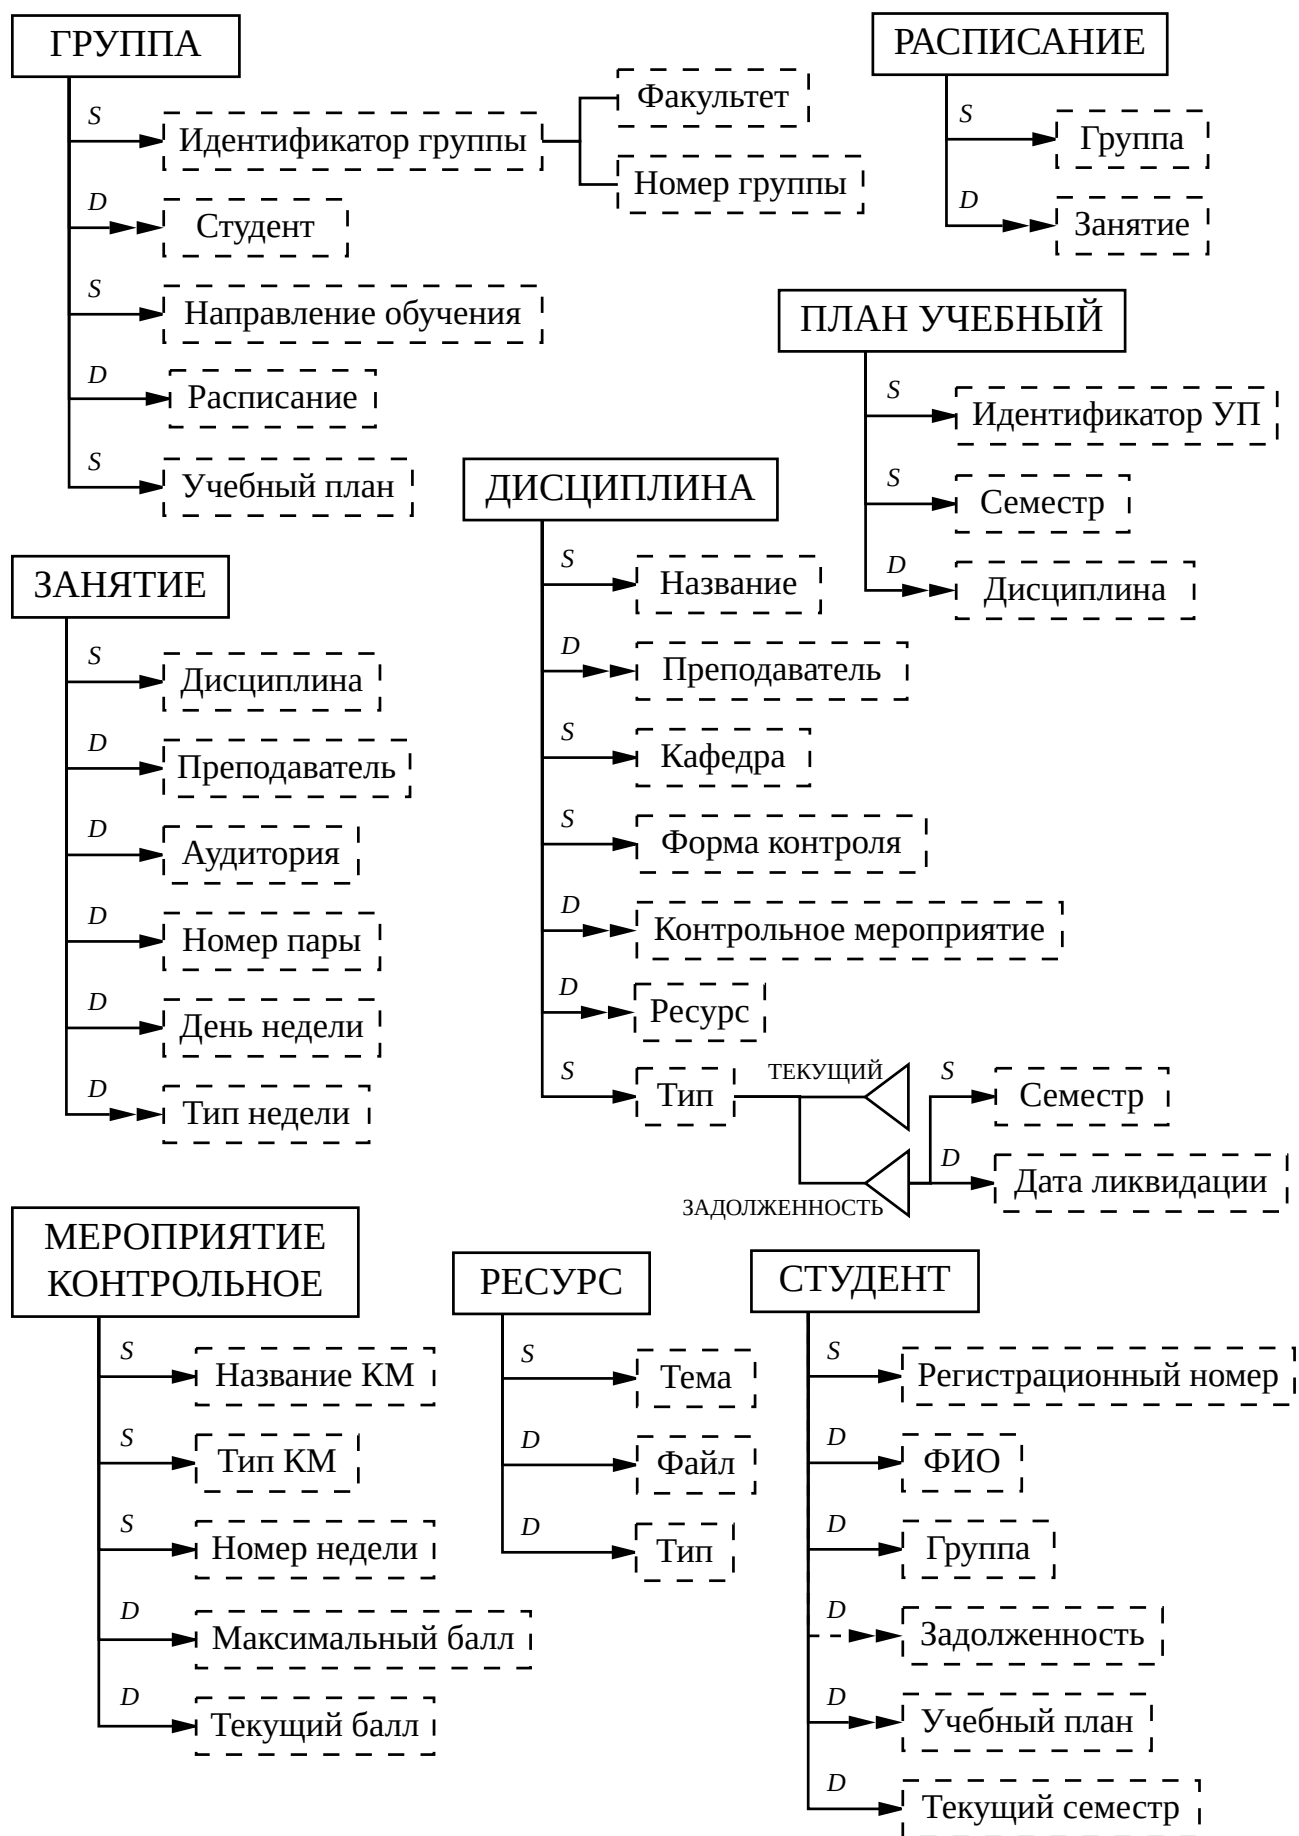 ГРУППА
S
Идентификатор группы
Факультет
Номер группы
D
Студент
S
Направление обучения
D
Расписание
S
Учебный план
РАСПИСАНИЕ
S
Группа
D
Занятие
ПЛАН УЧЕБНЫЙ
S
Идентификатор УП
S
Семестр
D
Дисциплина
ДИСЦИПЛИНА
S
Название
D
Преподаватель
S
Кафедра
S
Форма контроля
D
Контрольное мероприятие
D
Ресурс
S
Тип
ТЕКУЩИЙ
ЗАДОЛЖЕННОСТЬ
S
Семестр
D
Дата ликвидации
ЗАНЯТИЕ
S
Дисциплина
D
Преподаватель
D
Аудитория
D
Номер пары
D
День недели
D
Тип недели
МЕРОПРИЯТИЕ
КОНТРОЛЬНОЕ
S
Название КМ
S
Тип КМ
S
Номер недели
D
Максимальный балл
D
Текущий балл
РЕСУРС
S
Тема
D
Файл
D
Тип
СТУДЕНТ
S
Регистрационный номер
D
ФИО
D
Группа
D
Задолженность
D
Учебный план
D
Текущий семестр